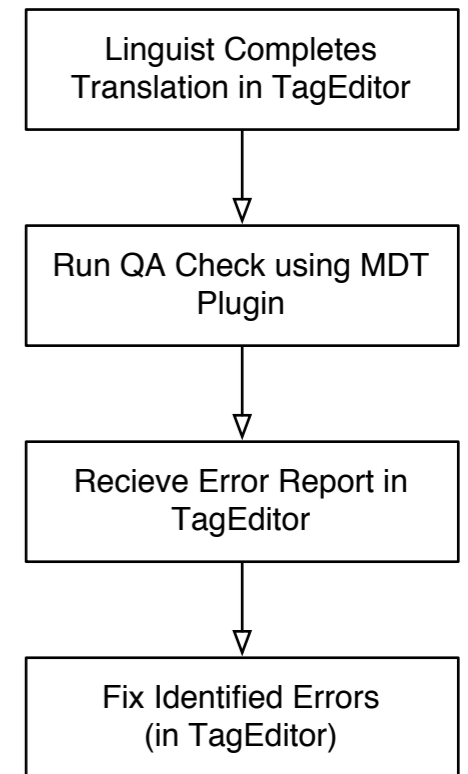 Linguist Completes
Translation in TagEditor
Run QA Check using MDT
Plugin
Recieve Error Report in
TagEditor
Fix Identified Errors
(in TagEditor)